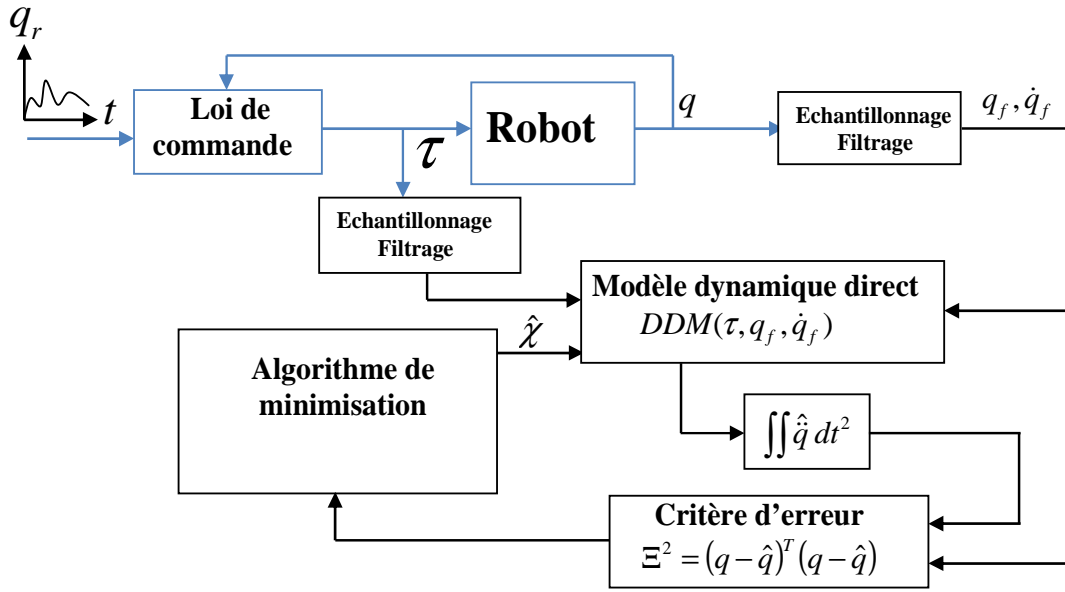 q_r
t
Loi de
commande
τ
Robot
q
Echantillonnage
Filtrage
q_f, q̇_f
Echantillonnage
Filtrage
Modèle dynamique direct
DDM(τ, q_f, q̇_f)
χ̂
Algorithme de
minimisation
∬ q̈̂ dt²
Critère d'erreur
Ξ² = (q − q̂)ᵀ (q − q̂)